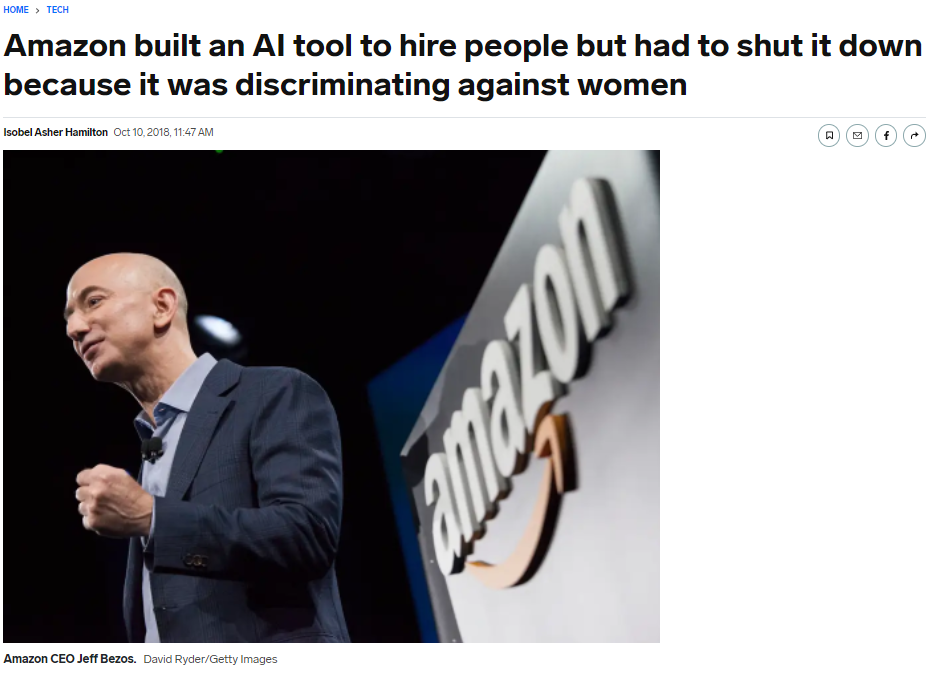 HOME > TECH
Amazon built an AI tool to hire people but had to shut it down
because it was discriminating against women
Isobel Asher Hamilton Oct 10, 2018, 11:47 AM
amazon
Amazon CEO Jeff Bezos. David Ryder/Getty Images